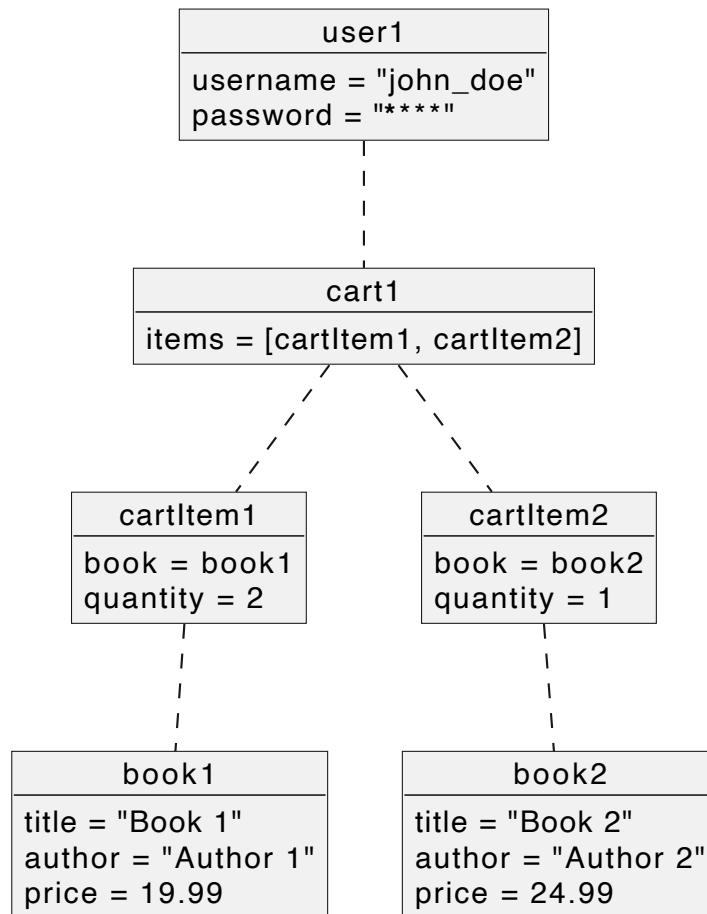 user1
username = "john_doe"
password = "****"
cart1
items = [cartItem1, cartItem2]
cartItem1
book = book1
quantity = 2
cartItem2
book = book2
quantity = 1
book1
title = "Book 1"
author = "Author 1"
price = 19.99
book2
title = "Book 2"
author = "Author 2"
price = 24.99